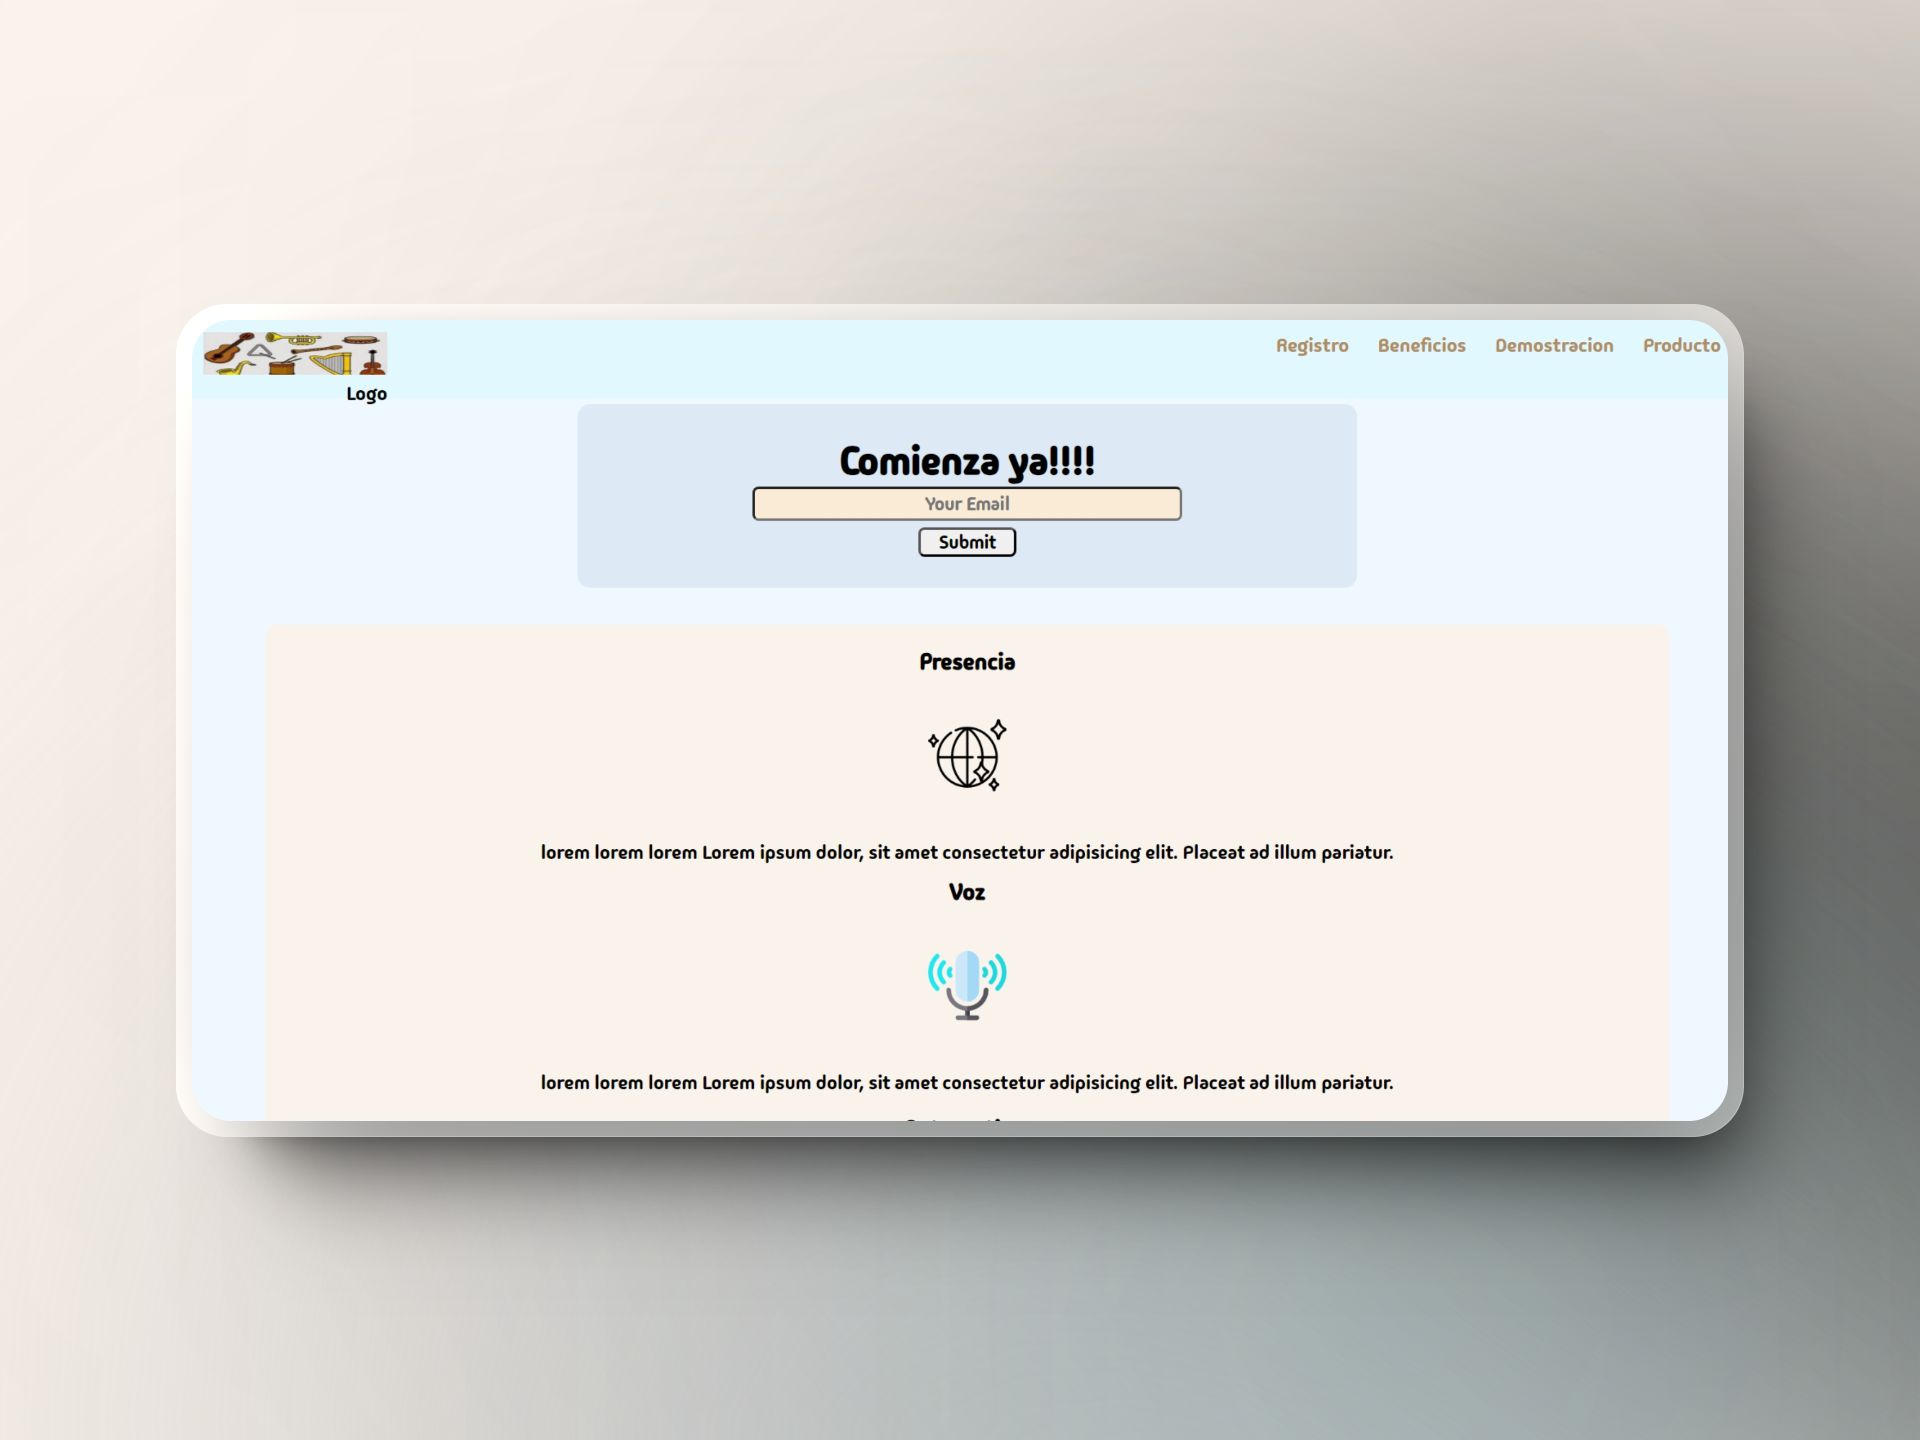 Registro Beneficios Demostracion Producto
Logo
Comienza ya!!!!
Your Email
Submit
Presencia
lorem lorem lorem Lorem ipsum dolor, sit amet consectetur adipisicing elit. Placeat ad illum pariatur.
Voz
lorem lorem lorem Lorem ipsum dolor, sit amet consectetur adipisicing elit. Placeat ad illum pariatur.